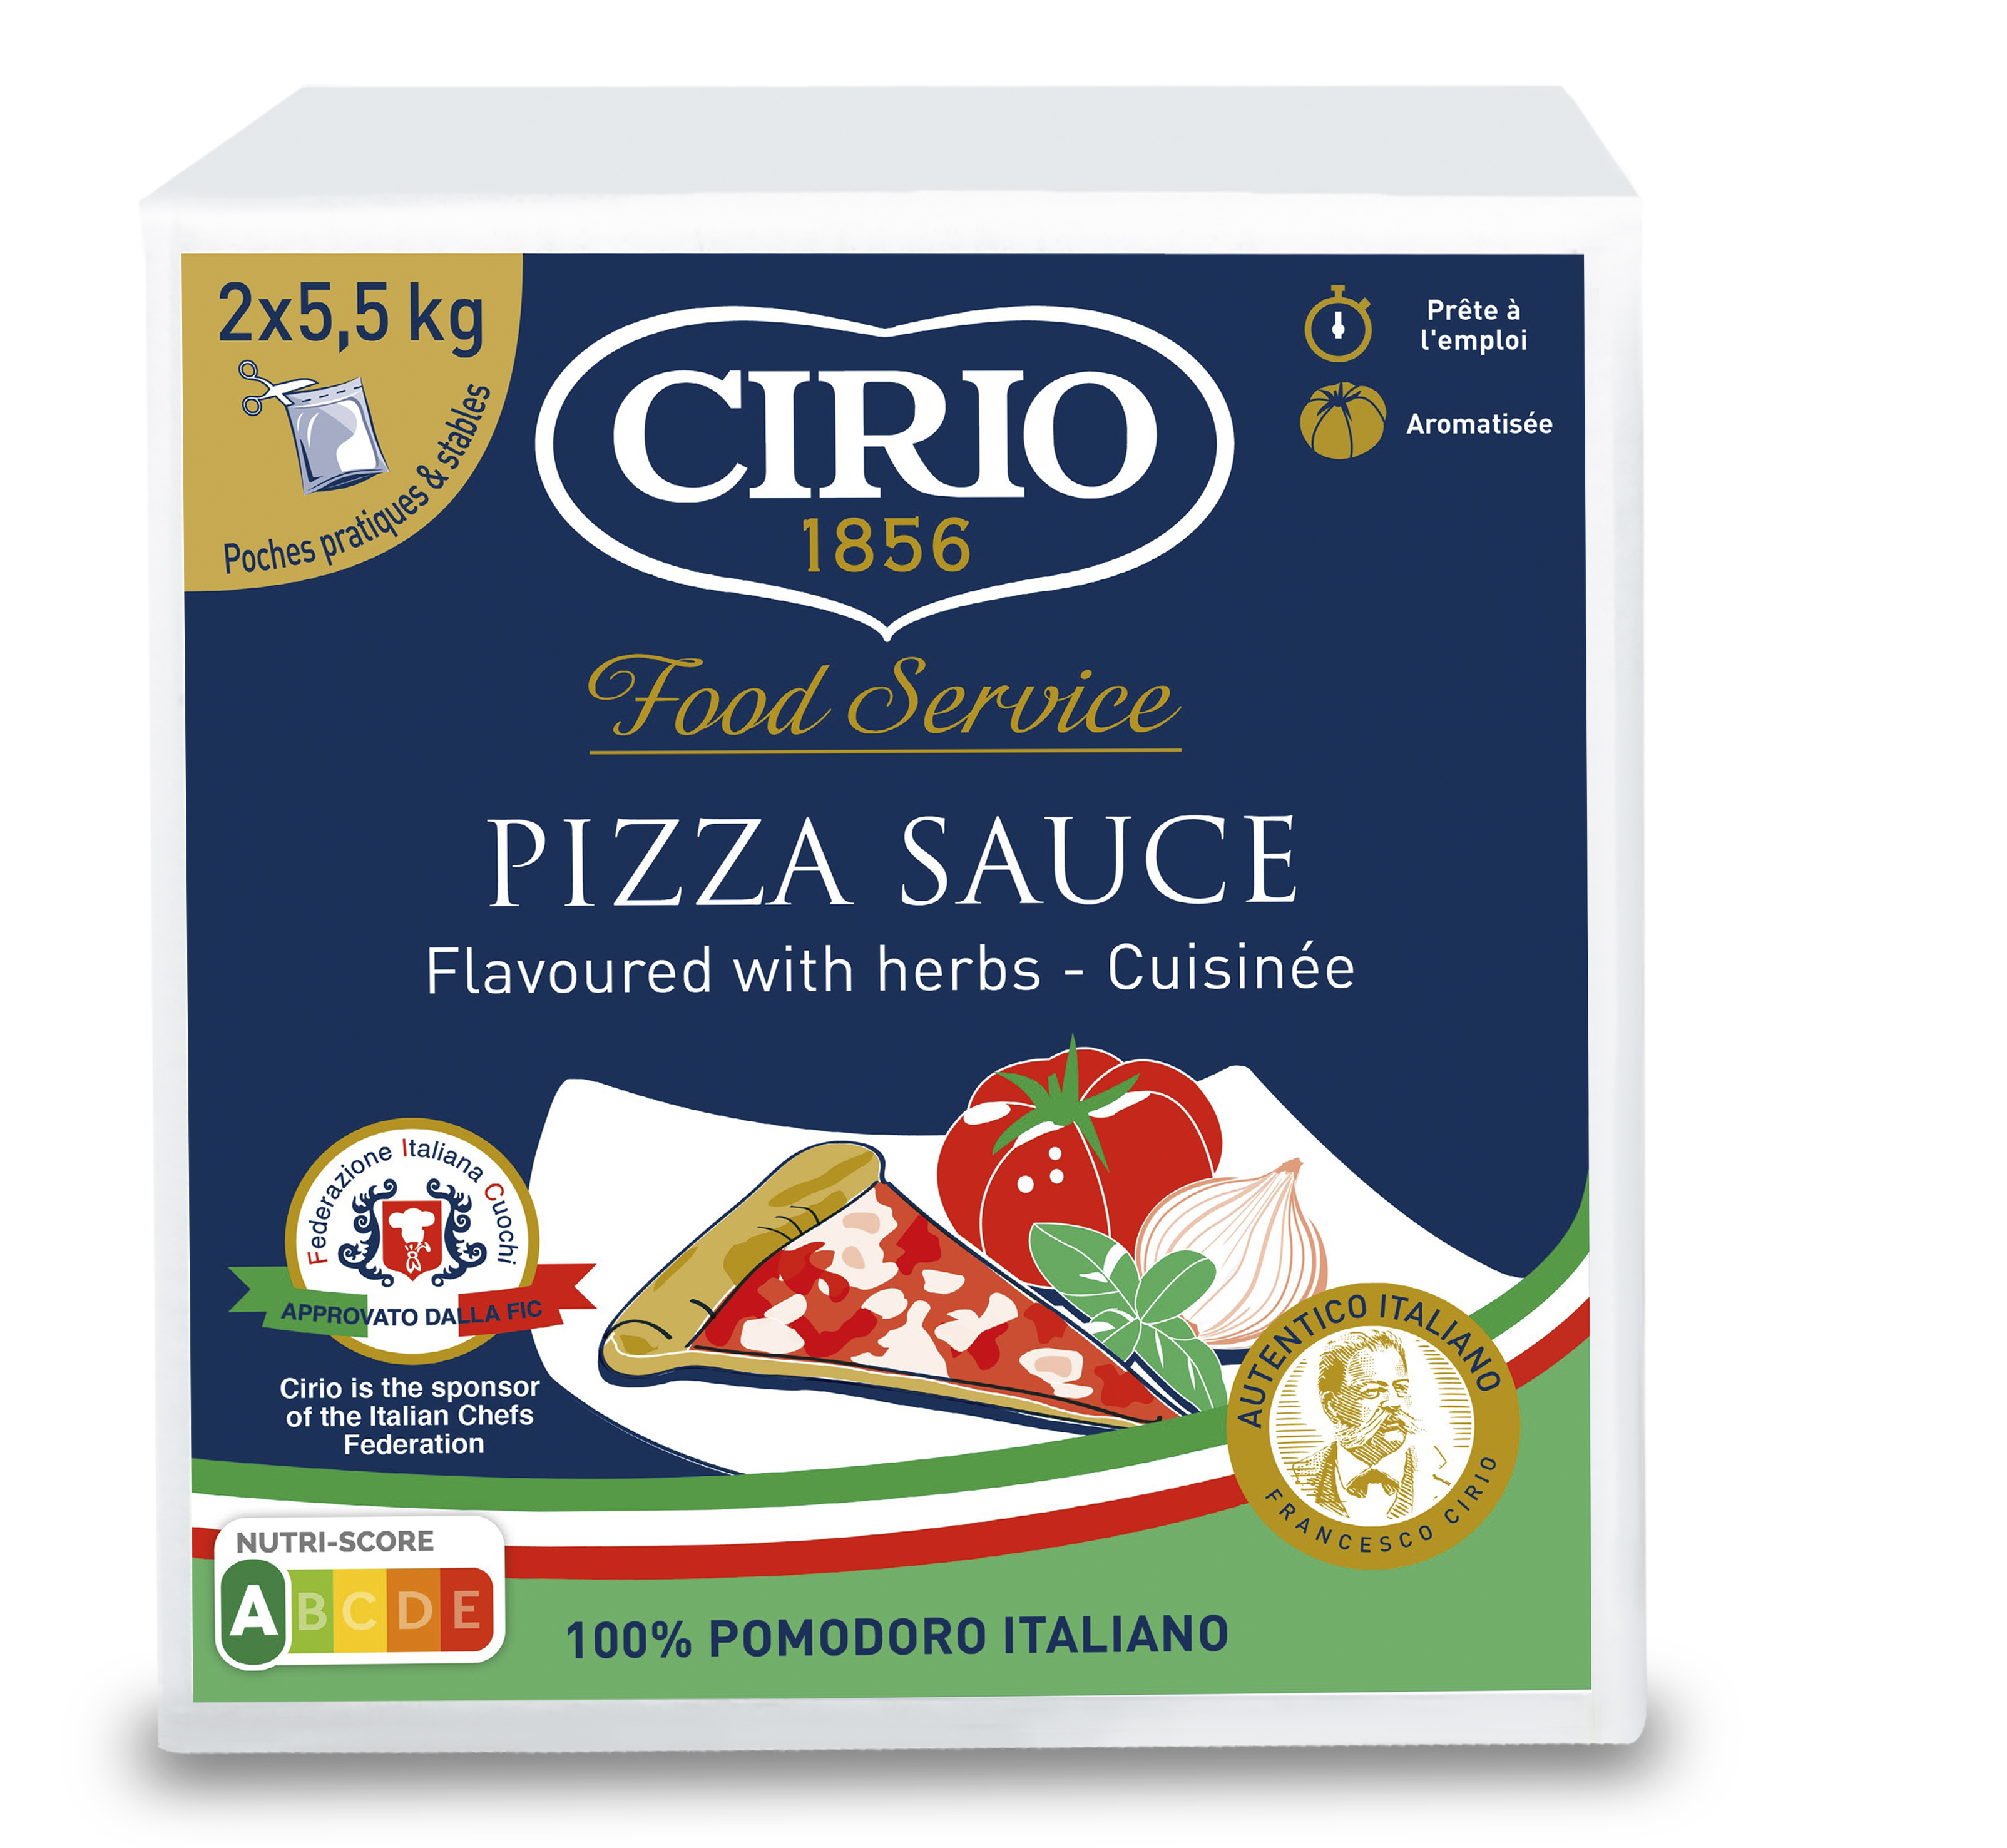 2x5,5 kg
Poches pratiques & stables
CIRIO
1856
Prête à
l'emploi
Aromatisée
Food Service
PIZZA SAUCE
Flavoured with herbs - Cuisinée
Federazione Italiana Cuochi
APPROVATO DALLA FIC
Cirio is the sponsor
of the Italian Chefs
Federation
AUTENTICO ITALIANO
FRANCESCO CIRIO
NUTRI-SCORE
A B C D E
100% POMODORO ITALIANO